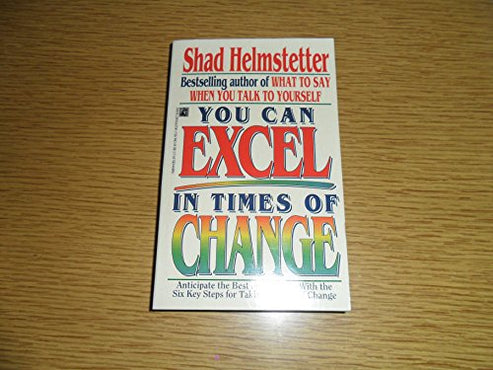 Shad Helmstetter
Bestselling author of WHAT TO SAY
WHEN YOU TALK TO YOURSELF
YOU CAN
EXCEL
IN TIMES OF
CHANGE
Anticipate the Best With the
Six Key Steps for Change